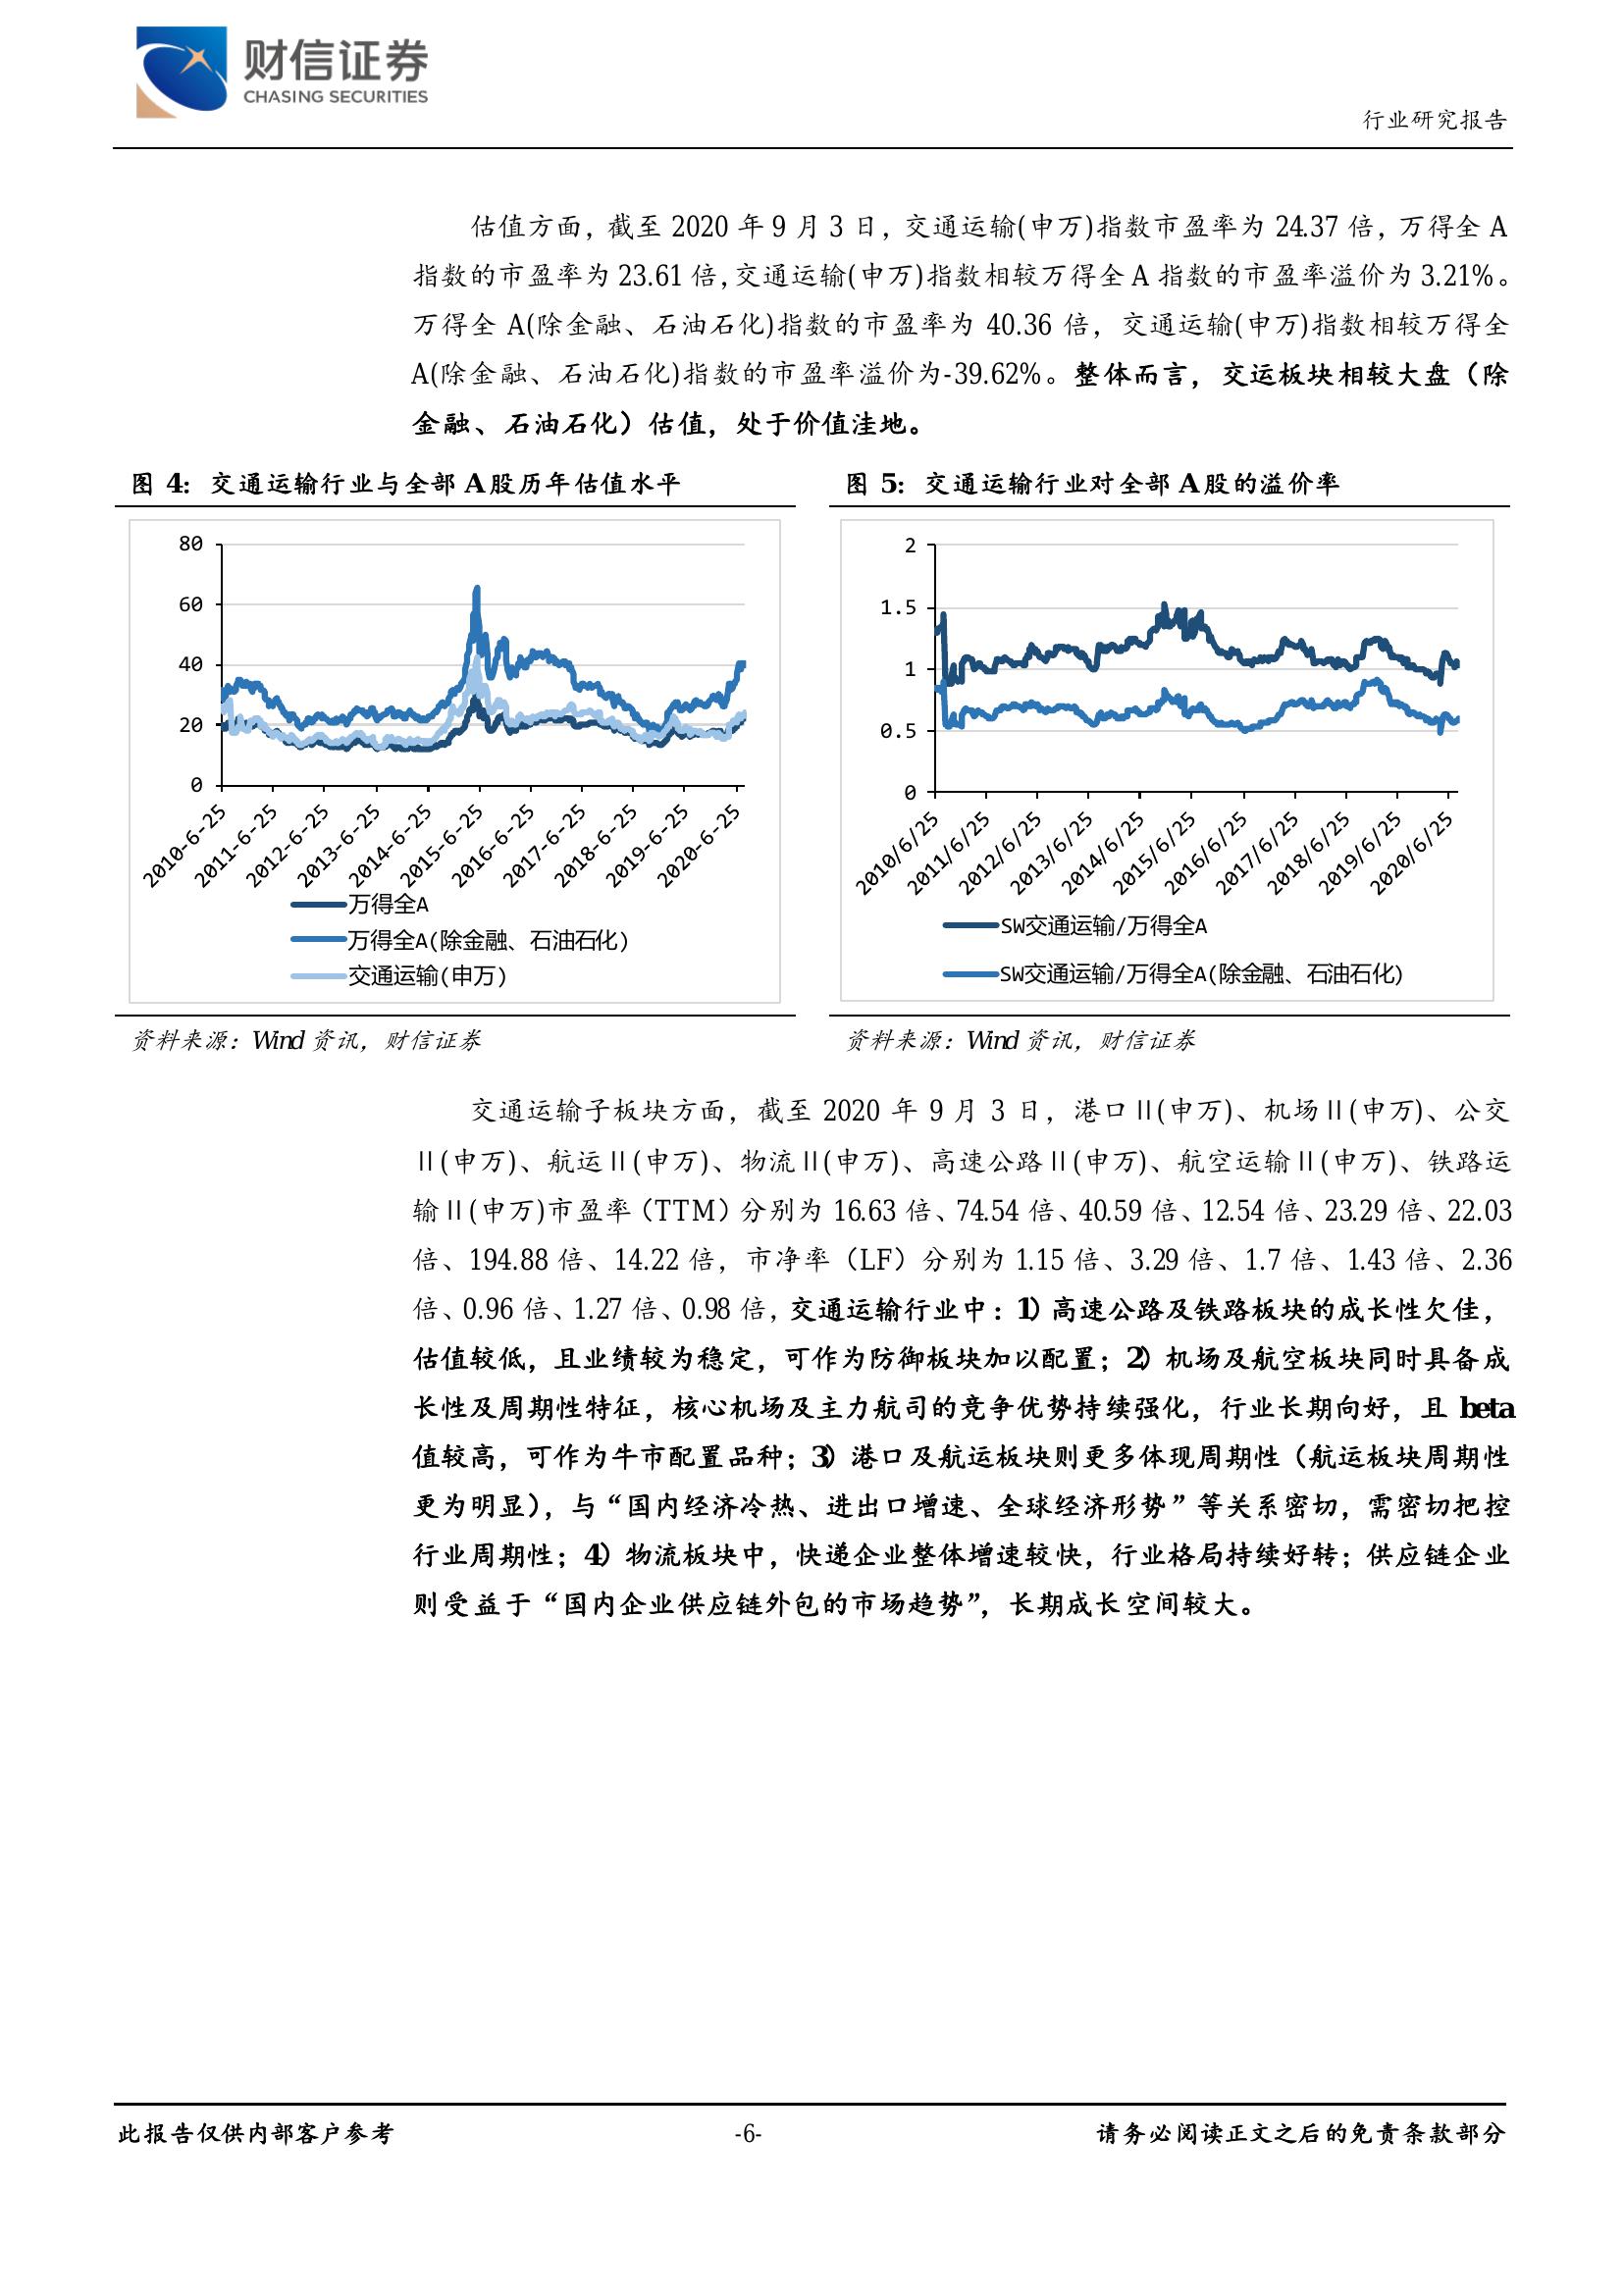 财信证券
CHASING SECURITIES
行业研究报告
估值方面，截至 2020 年 9 月 3 日，交通运输(申万)指数市盈率为 24.37 倍，万得全 A
指数的市盈率为 23.61 倍，交通运输(申万)指数相较万得全 A 指数的市盈率溢价为 3.21%。
万得全 A(除金融、石油石化)指数的市盈率为 40.36 倍，交通运输(申万)指数相较万得全
A(除金融、石油石化)指数的市盈率溢价为-39.62%。整体而言，交运板块相较大盘（除
金融、石油石化）估值，处于价值洼地。
图 4：交通运输行业与全部 A 股历年估值水平
80
60
40
20
0
2010-6-25
2011-6-25
2012-6-25
2013-6-25
2014-6-25
2015-6-25
2016-6-25
2017-6-25
2018-6-25
2019-6-25
2020-6-25
万得全A
万得全A(除金融、石油石化)
交通运输(申万)
资料来源：Wind 资讯，财信证券
图 5：交通运输行业对全部 A 股的溢价率
2
1.5
1
0.5
0
2010/6/25
2011/6/25
2012/6/25
2013/6/25
2014/6/25
2015/6/25
2016/6/25
2017/6/25
2018/6/25
2019/6/25
2020/6/25
SW交通运输/万得全A
SW交通运输/万得全A(除金融、石油石化)
资料来源：Wind 资讯，财信证券
交通运输子板块方面，截至 2020 年 9 月 3 日，港口Ⅱ(申万)、机场Ⅱ(申万)、公交
Ⅱ(申万)、航运Ⅱ(申万)、物流Ⅱ(申万)、高速公路Ⅱ(申万)、航空运输Ⅱ(申万)、铁路运
输Ⅱ(申万)市盈率（TTM）分别为 16.63 倍、74.54 倍、40.59 倍、12.54 倍、23.29 倍、22.03
倍、194.88 倍、14.22 倍，市净率（LF）分别为 1.15 倍、3.29 倍、1.7 倍、1.43 倍、2.36
倍、0.96 倍、1.27 倍、0.98 倍，交通运输行业中：1）高速公路及铁路板块的成长性欠佳，
估值较低，且业绩较为稳定，可作为防御板块加以配置；2）机场及航空板块同时具备成
长性及周期性特征，核心机场及主力航司的竞争优势持续强化，行业长期向好，且 beta
值较高，可作为牛市配置品种；3）港口及航运板块则更多体现周期性（航运板块周期性
更为明显），与“国内经济冷热、进出口增速、全球经济形势”等关系密切，需密切把控
行业周期性；4）物流板块中，快递企业整体增速较快，行业格局持续好转；供应链企业
则受益于“国内企业供应链外包的市场趋势”，长期成长空间较大。
此报告仅供内部客户参考
-6-
请务必阅读正文之后的免责条款部分